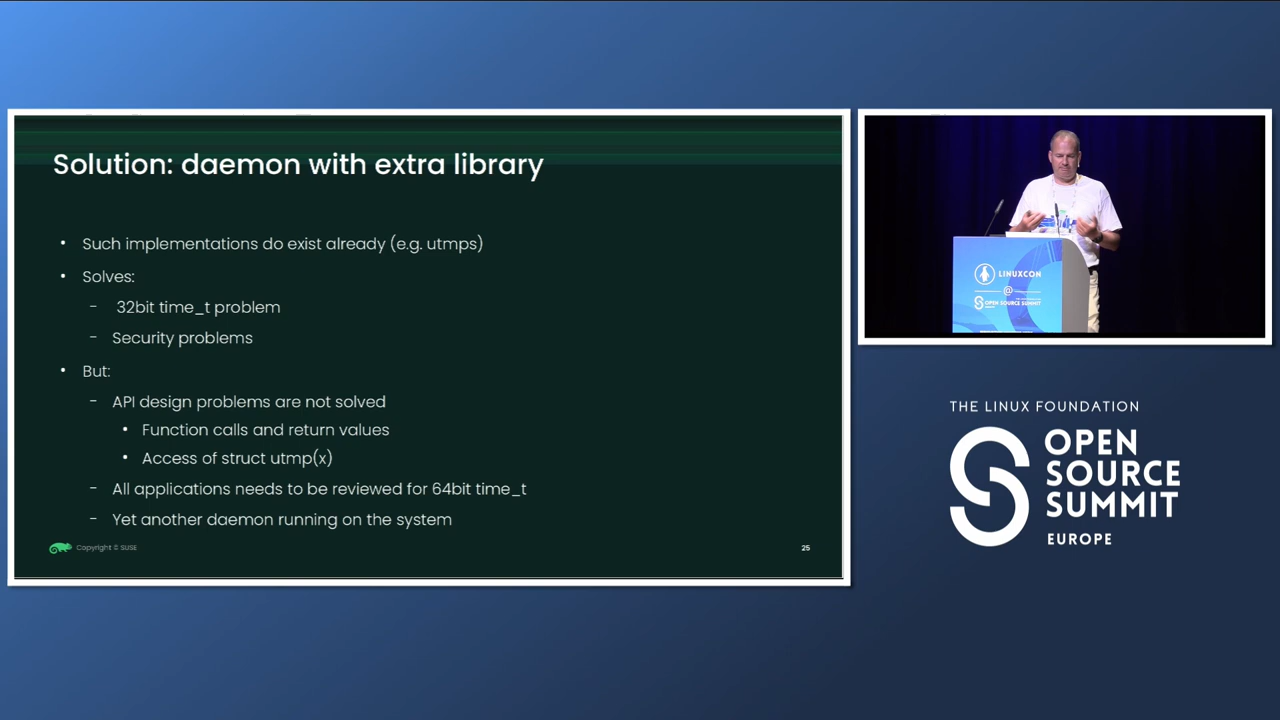 Solution: daemon with extra library
• Such implementations do exist already (e.g. utmps)
• Solves:
– 32bit time_t problem
– Security problems
• But:
– API design problems are not solved
• Function calls and return values
• Access of struct utmp(x)
– All applications needs to be reviewed for 64bit time_t
– Yet another daemon running on the system
Copyright © SUSE
25
LINUXCON
@
OPEN SOURCE SUMMIT
THE LINUX FOUNDATION
OPEN
SOURCE
SUMMIT
EUROPE